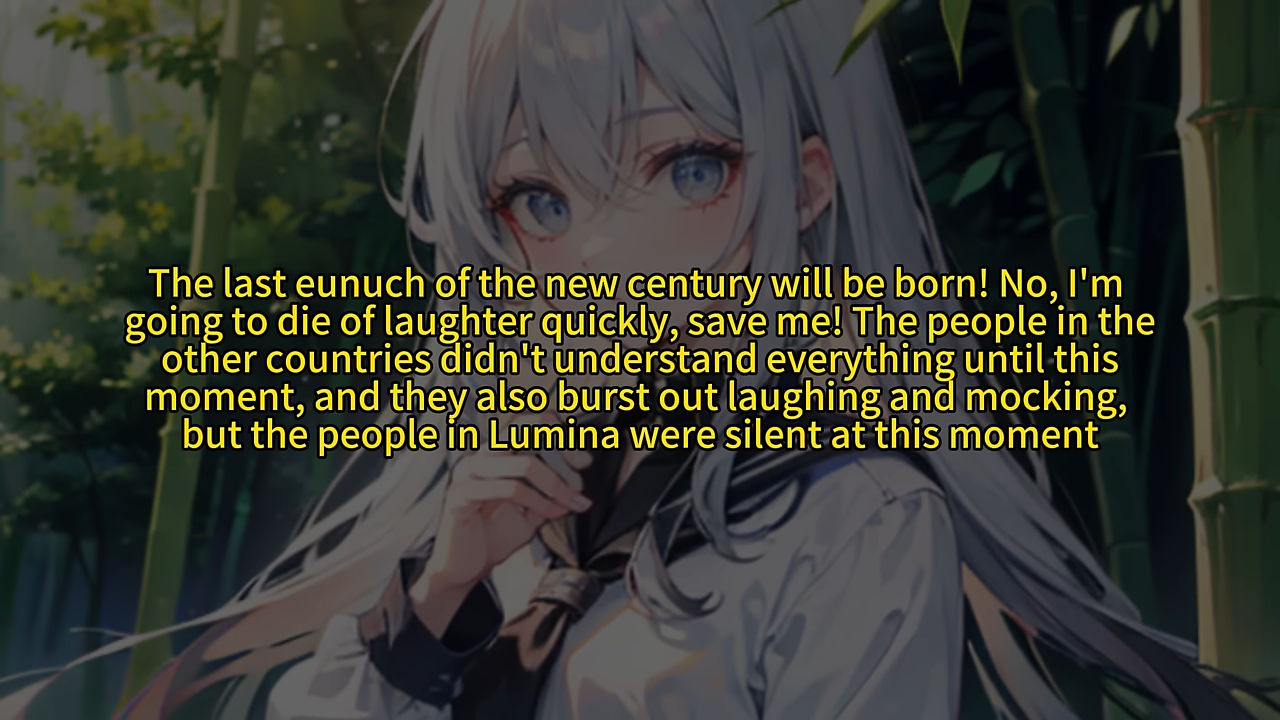 The last eunuch of the new century will be born! No, I'm
going to die of laughter quickly, save me! The people in the
other countries didn't understand everything until this
moment, and they also burst out laughing and mocking,
but the people in Lumina were silent at this moment